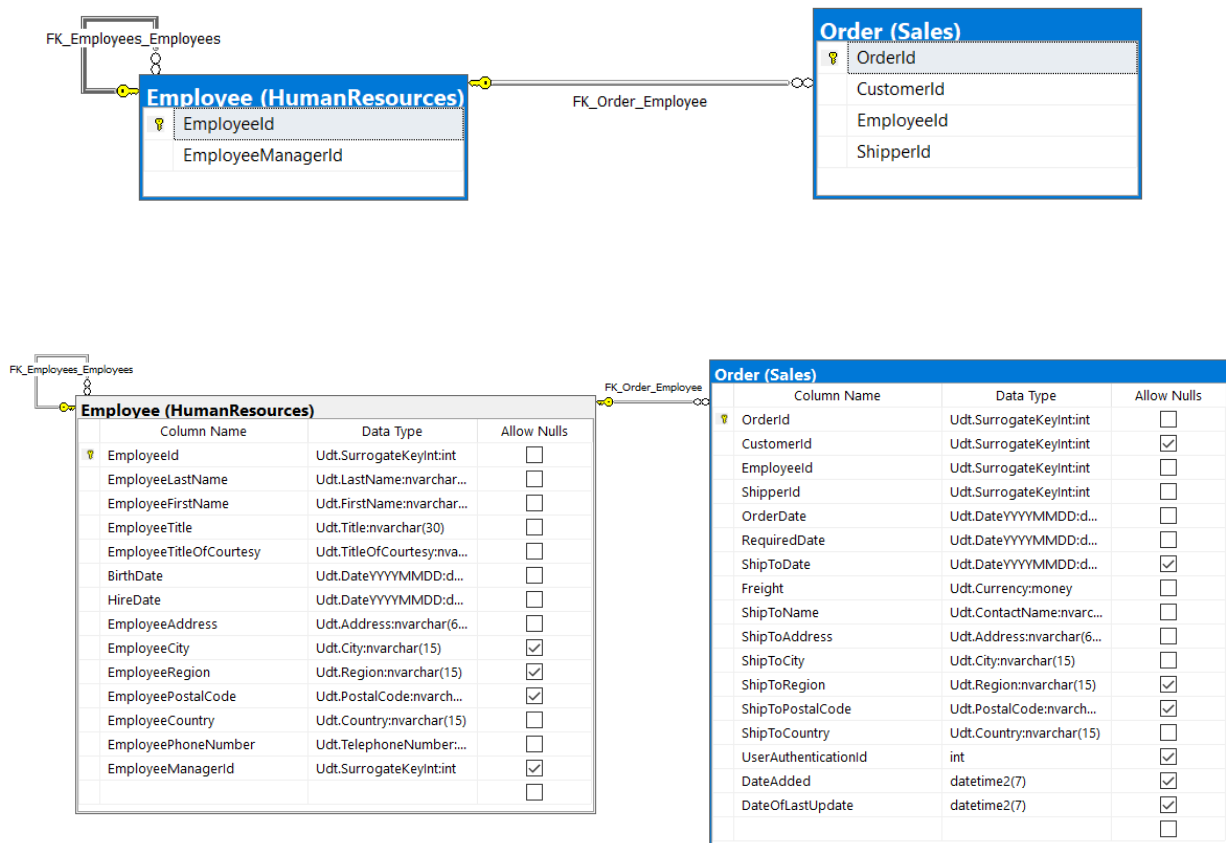 FK_Employees_Employees
Employee (HumanResources)
EmployeeId
EmployeeManagerId
FK_Order_Employee
Order (Sales)
OrderId
CustomerId
EmployeeId
ShipperId
FK_Employees_Employees
Employee (HumanResources)
Column Name Data Type Allow Nulls
EmployeeId Udt.SurrogateKeyInt:int
EmployeeLastName Udt.LastName:nvarchar...
EmployeeFirstName Udt.FirstName:nvarchar...
EmployeeTitle Udt.Title:nvarchar(30)
EmployeeTitleOfCourtesy Udt.TitleOfCourtesy:nva...
BirthDate Udt.DateYYYYMMDD:d...
HireDate Udt.DateYYYYMMDD:d...
EmployeeAddress Udt.Address:nvarchar(6...
EmployeeCity Udt.City:nvarchar(15)
EmployeeRegion Udt.Region:nvarchar(15)
EmployeePostalCode Udt.PostalCode:nvarch...
EmployeeCountry Udt.Country:nvarchar(15)
EmployeePhoneNumber Udt.TelephoneNumber:...
EmployeeManagerId Udt.SurrogateKeyInt:int
FK_Order_Employee
Order (Sales)
Column Name Data Type Allow Nulls
OrderId Udt.SurrogateKeyInt:int
CustomerId Udt.SurrogateKeyInt:int
EmployeeId Udt.SurrogateKeyInt:int
ShipperId Udt.SurrogateKeyInt:int
OrderDate Udt.DateYYYYMMDD:d...
RequiredDate Udt.DateYYYYMMDD:d...
ShipToDate Udt.DateYYYYMMDD:d...
Freight Udt.Currency:money
ShipToName Udt.ContactName:nvarc...
ShipToAddress Udt.Address:nvarchar(6...
ShipToCity Udt.City:nvarchar(15)
ShipToRegion Udt.Region:nvarchar(15)
ShipToPostalCode Udt.PostalCode:nvarch...
ShipToCountry Udt.Country:nvarchar(15)
UserAuthenticationId int
DateAdded datetime2(7)
DateOfLastUpdate datetime2(7)